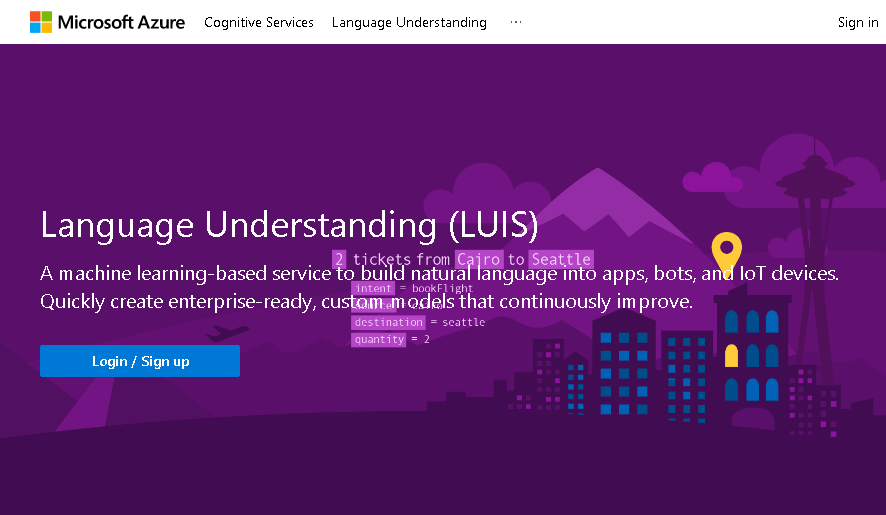 Microsoft Azure
Cognitive Services
Language Understanding
...
Sign in
Language Understanding (LUIS)
2 tickets from Cairo to Seattle
A machine learning-based service to build natural language into apps, bots, and IoT devices.
intent = bookFlight
Quickly create enterprise-ready, custom models that continuously improve.
destination = seattle
quantity = 2
Login / Sign up